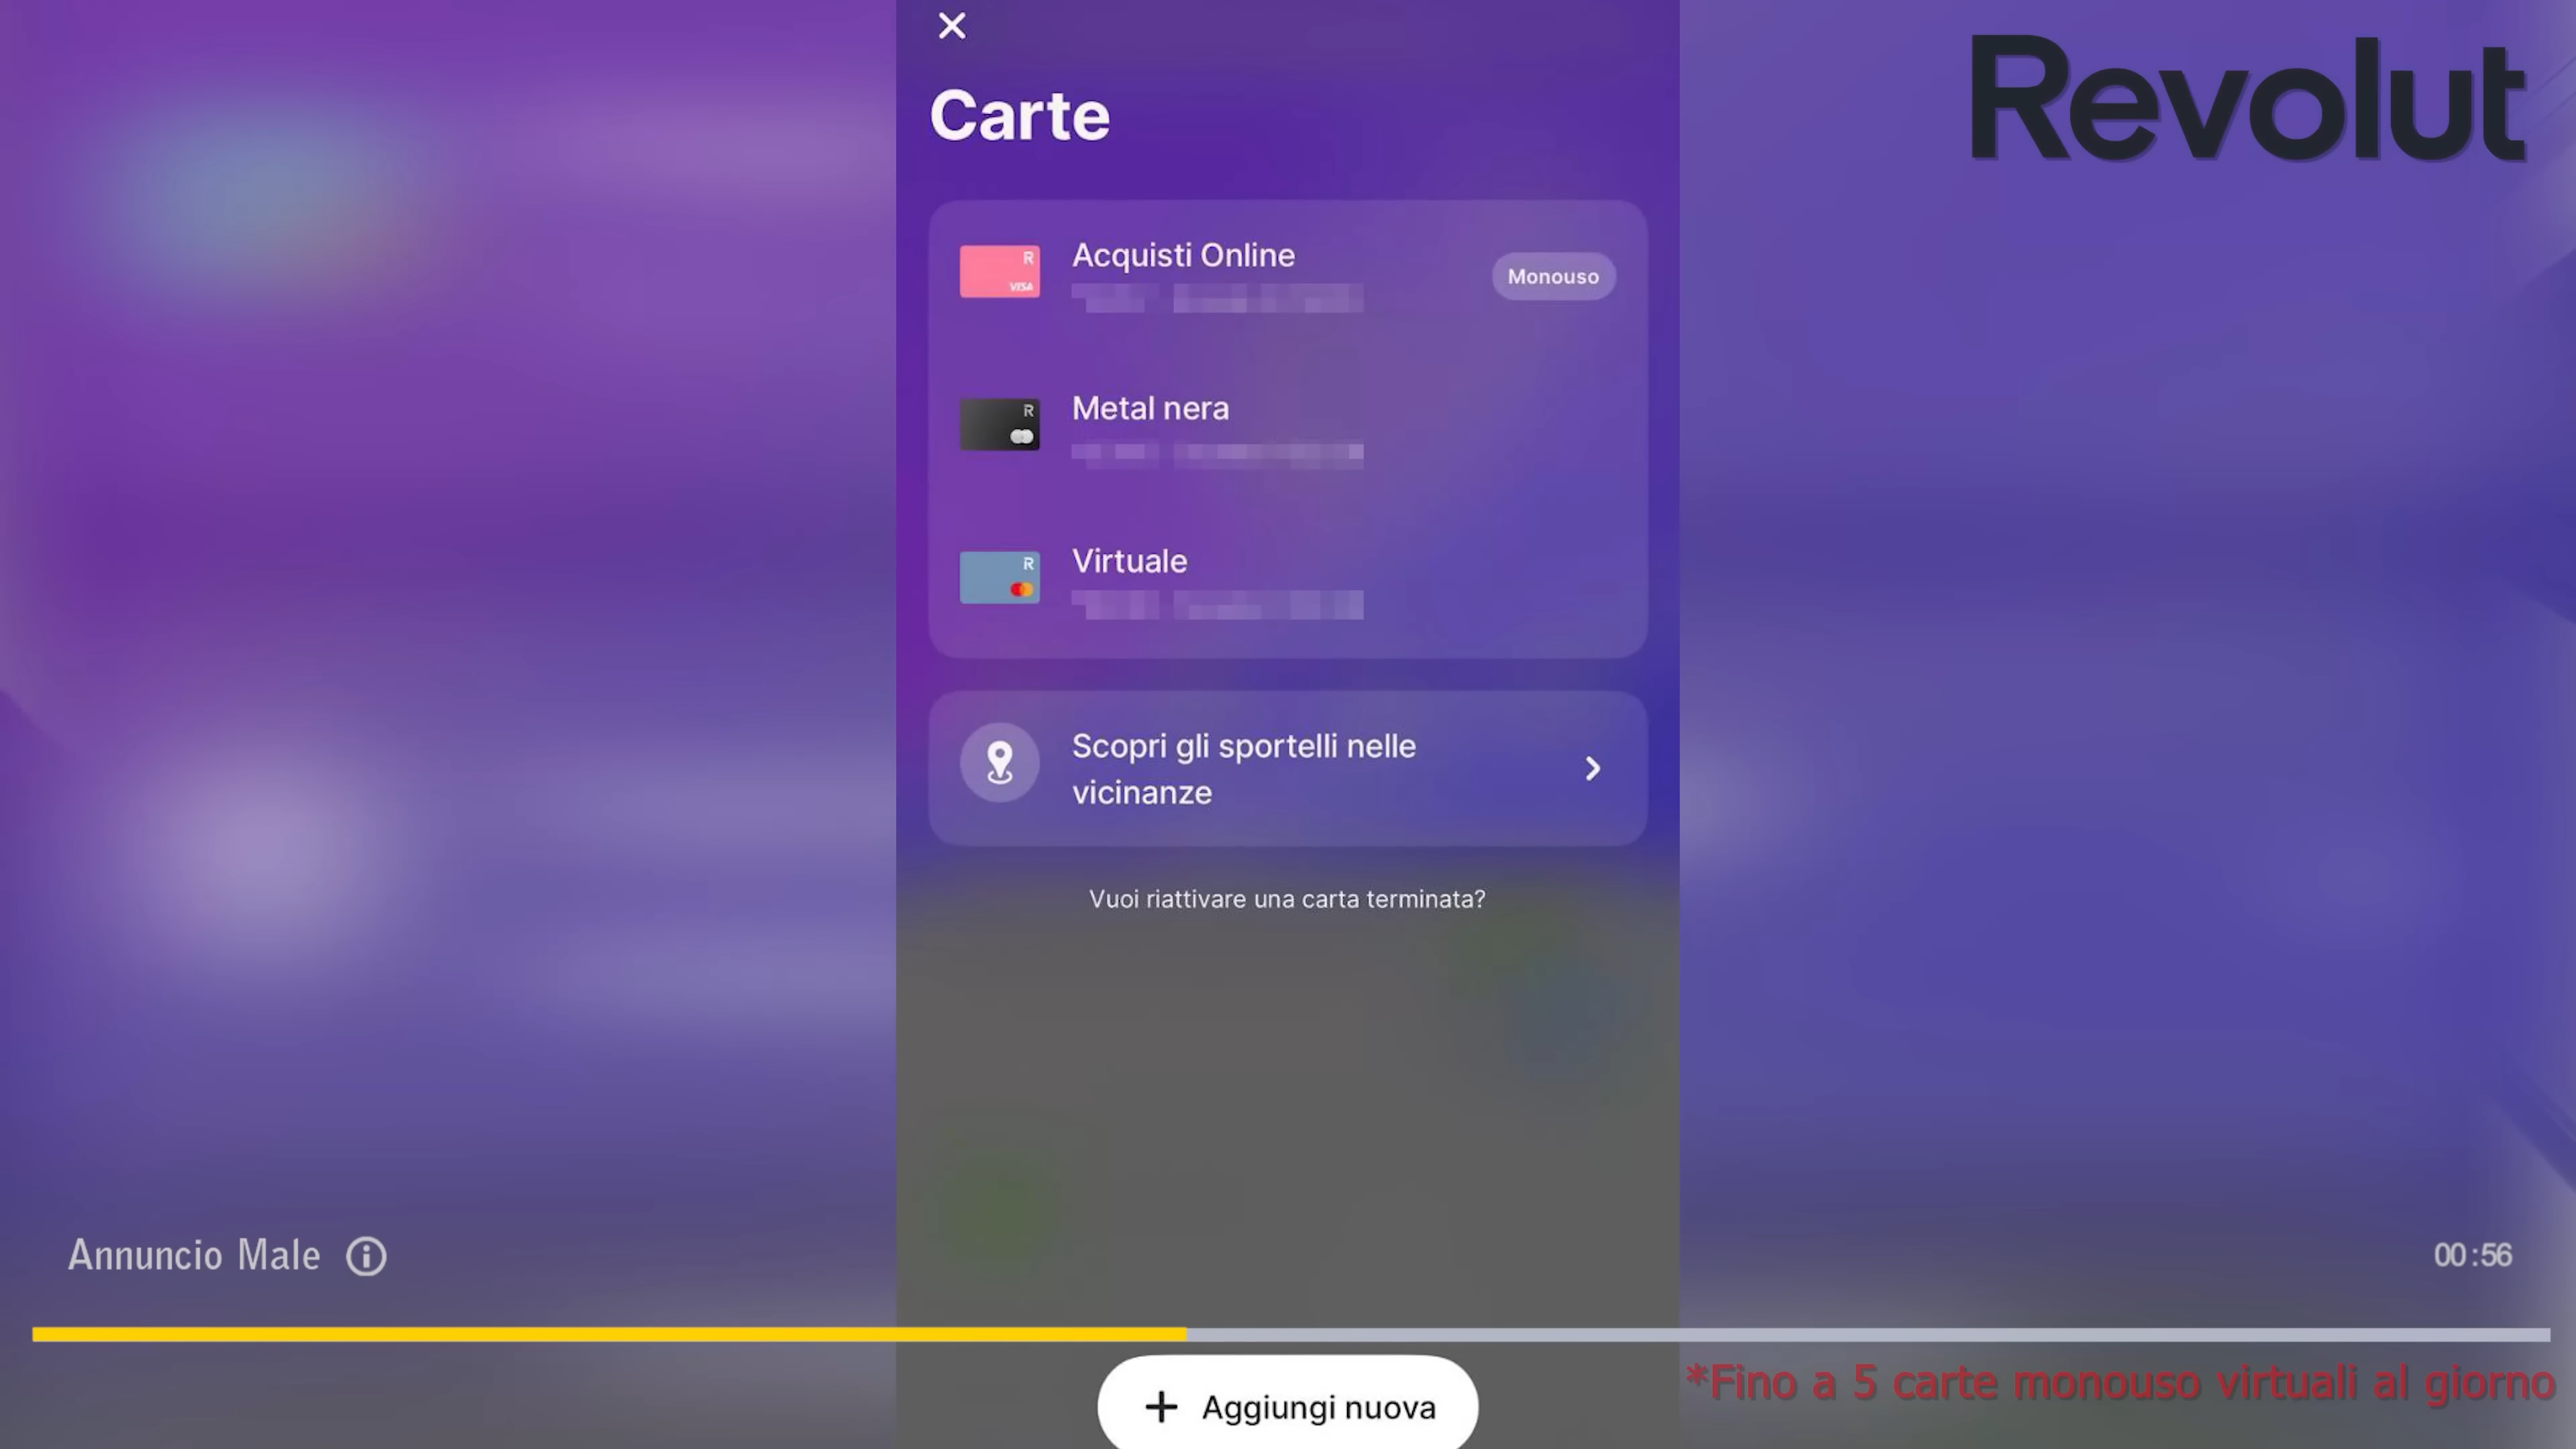 Revolut
Carte
R
VISA
Acquisti Online
Monouso
R
Metal nera
R
Virtuale
Scopri gli sportelli nelle
vicinanze
Vuoi riattivare una carta terminata?
Annuncio Male
00:56
*Fino a 5 carte monouso virtuali al giorno
+ Aggiungi nuova